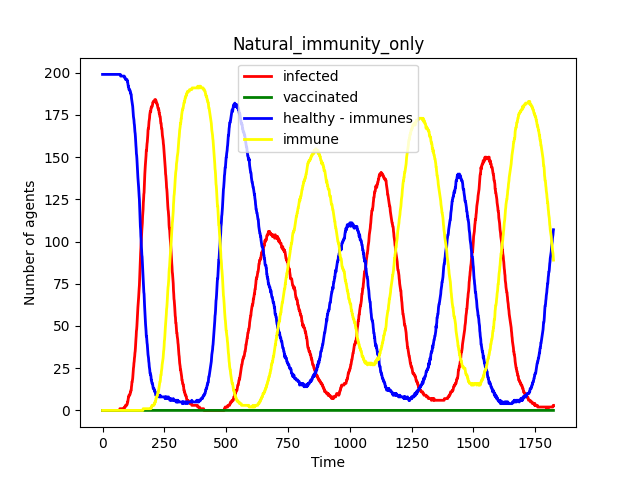 Natural_immunity_only
infected
vaccinated
healthy - immunes
immune
Number of agents
200
175
150
125
100
75
50
25
0
0
250
500
750
1000
1250
1500
1750
Time